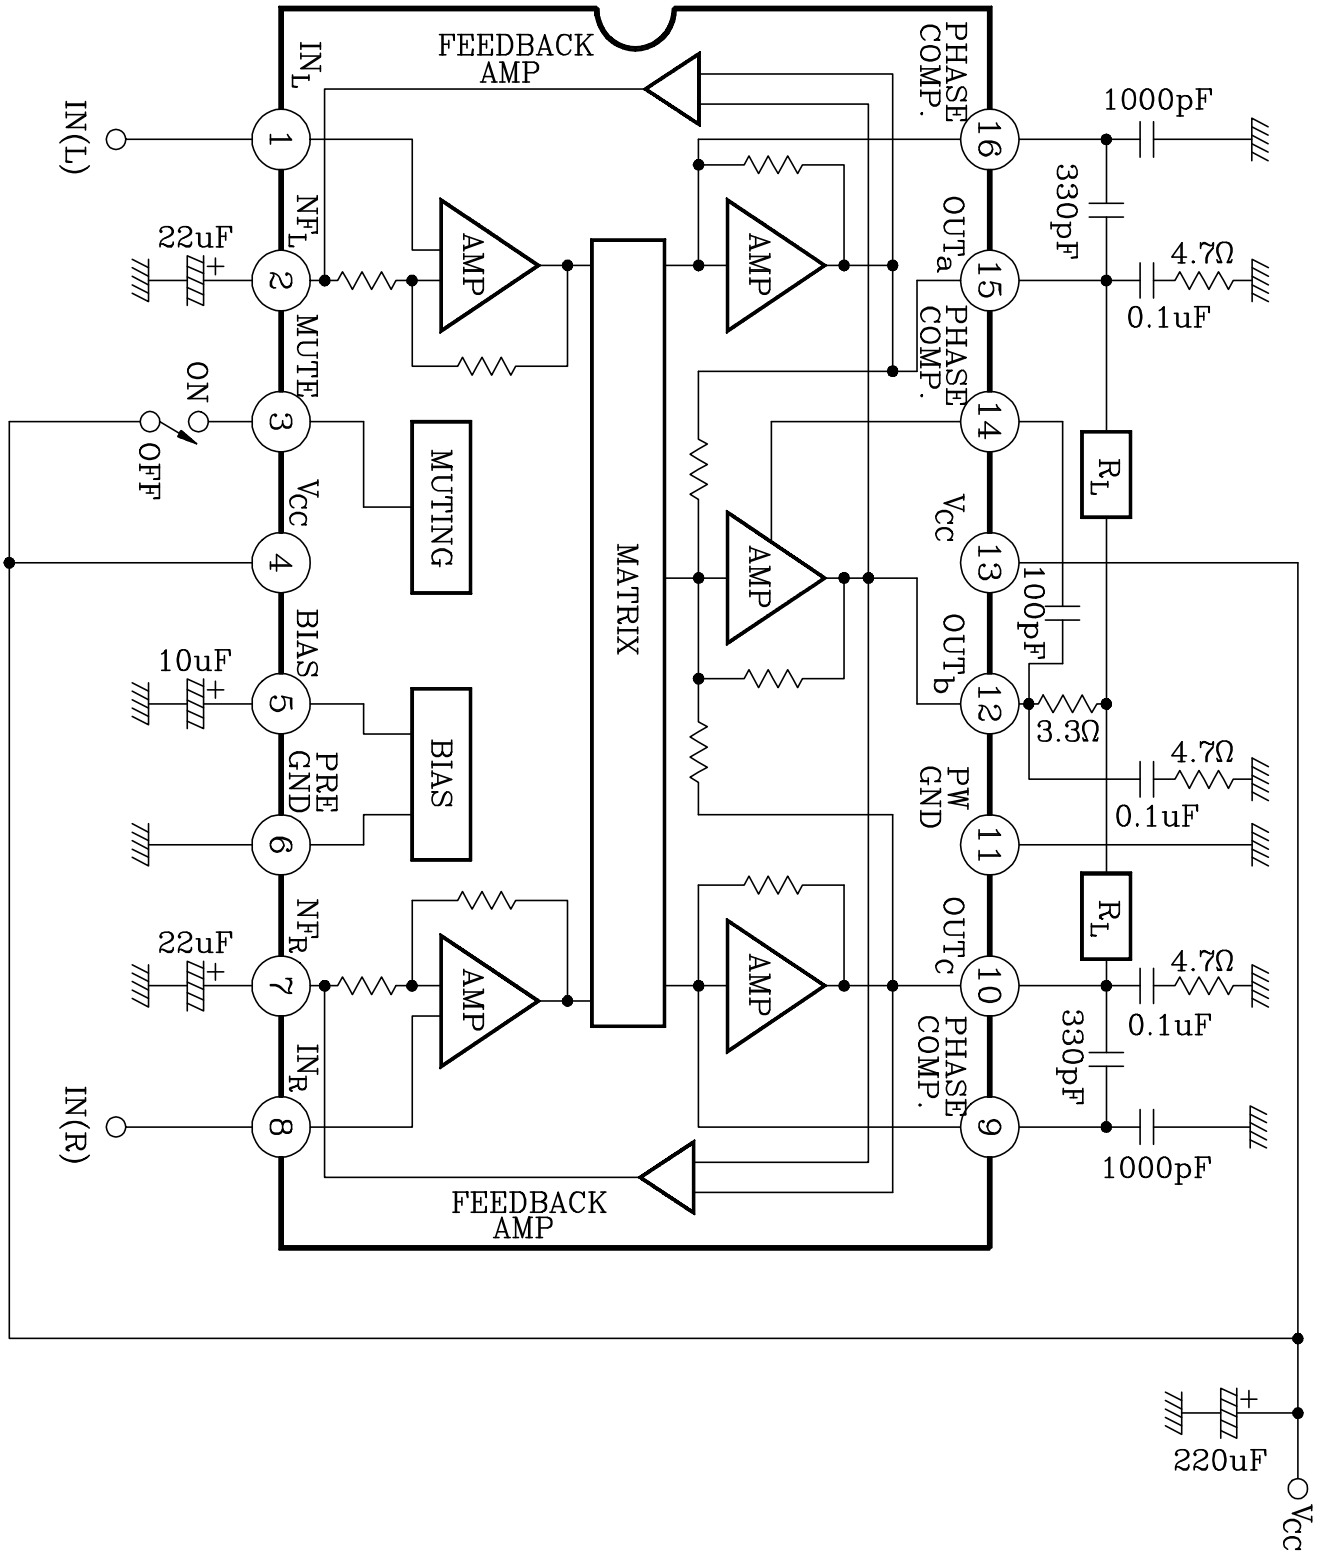 FEEDBACK
AMP
PHASE
COMP.
1000pF
IN_L
IN(L)
1
16
330pF
NF_L
22uF
+
2
AMP
AMP
OUTa
15
4.7Ω
0.1uF
MUTE
ON
OFF
3
MUTING
PHASE
COMP.
14
R_L
V_CC
4
MATRIX
AMP
V_CC
13
100pF
BIAS
10uF
+
5
BIAS
OUTb
12
3.3Ω
4.7Ω
0.1uF
PRE
GND
6
PW
GND
11
NF_R
22uF
+
7
AMP
AMP
OUTC
10
R_L
4.7Ω
0.1uF
330pF
IN_R
IN(R)
8
PHASE
COMP.
9
1000pF
FEEDBACK
AMP
+
220uF
V_CC